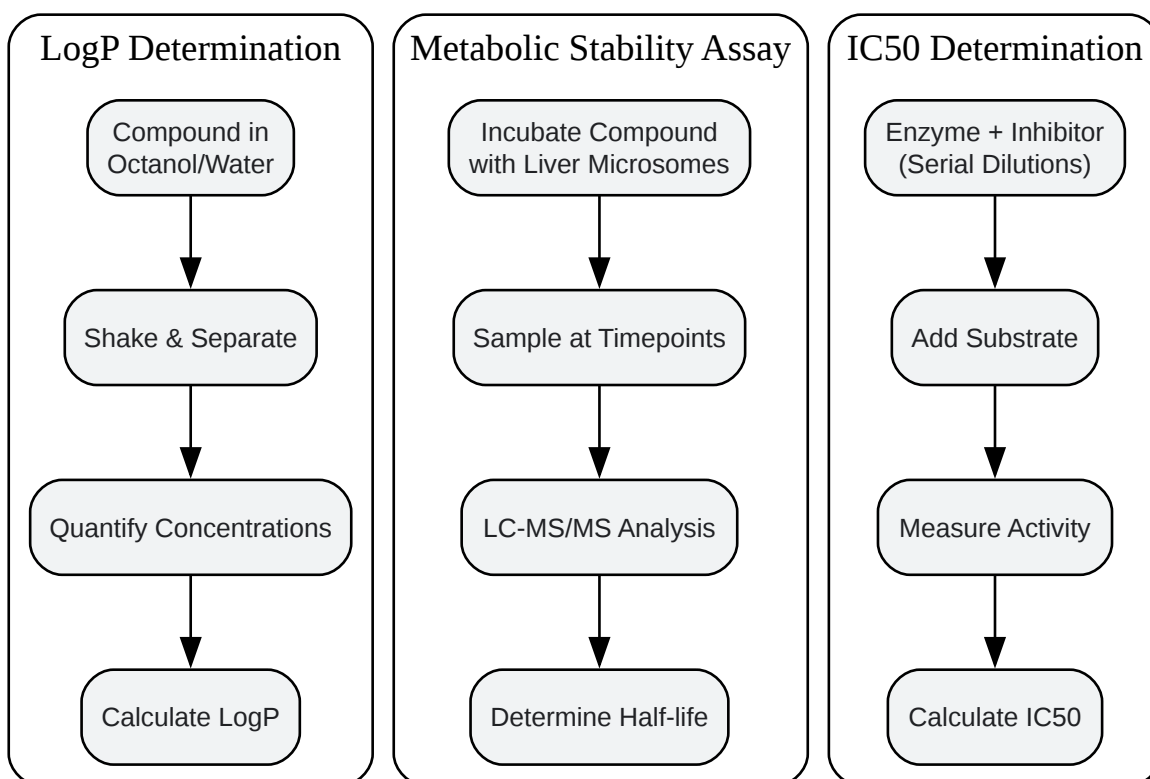 LogP Determination
Compound in
Octanol/Water
Shake & Separate
Quantify Concentrations
Calculate LogP
Metabolic Stability Assay
Incubate Compound
with Liver Microsomes
Sample at Timepoints
LC-MS/MS Analysis
Determine Half-life
IC50 Determination
Enzyme + Inhibitor
(Serial Dilutions)
Add Substrate
Measure Activity
Calculate IC50